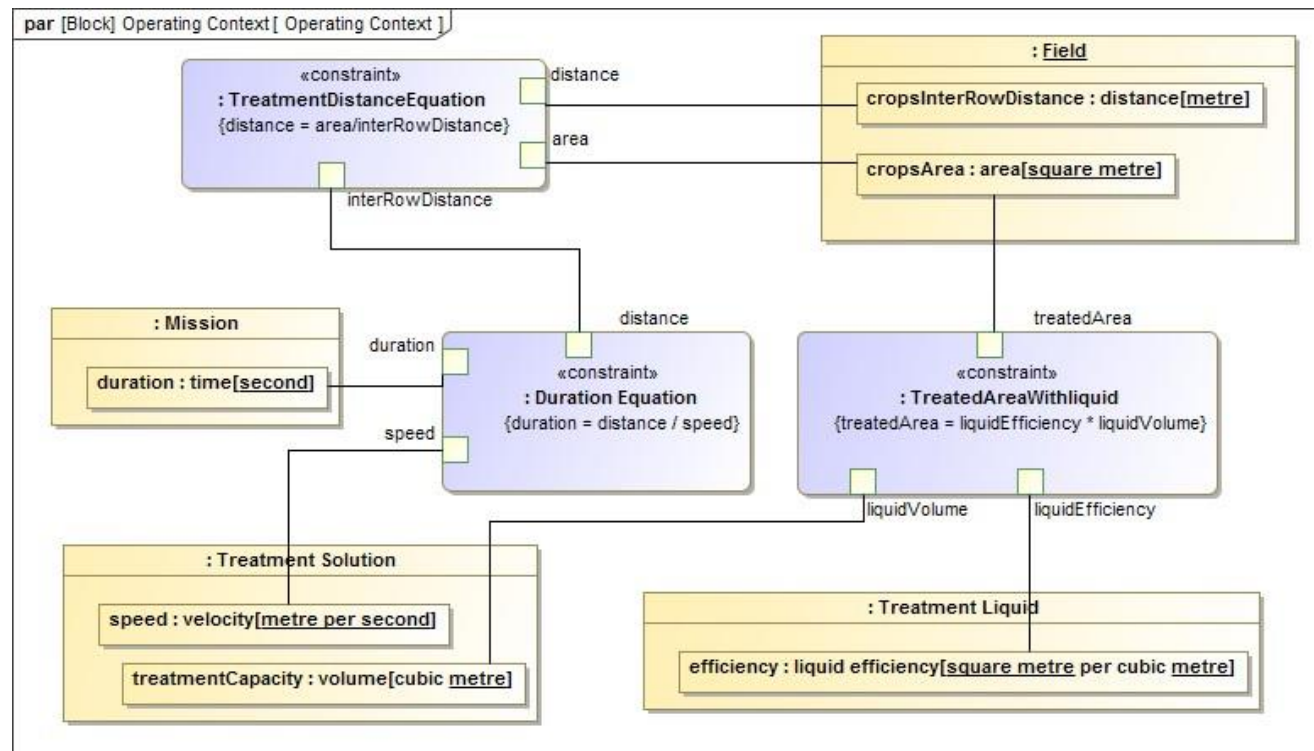 par [Block] Operating Context [ Operating Context ]
«constraint»
: TreatmentDistanceEquation
{distance = area/interRowDistance}
distance
area
interRowDistance
: Field
cropsInterRowDistance : distance[metre]
cropsArea : area[square metre]
: Mission
duration : time[second]
duration
speed
distance
«constraint»
: Duration Equation
{duration = distance / speed}
treatedArea
«constraint»
: TreatedAreaWithliquid
{treatedArea = liquidEfficiency * liquidVolume}
liquidVolume
liquidEfficiency
: Treatment Solution
speed : velocity[metre per second]
treatmentCapacity : volume[cubic metre]
: Treatment Liquid
efficiency : liquid efficiency[square metre per cubic metre]